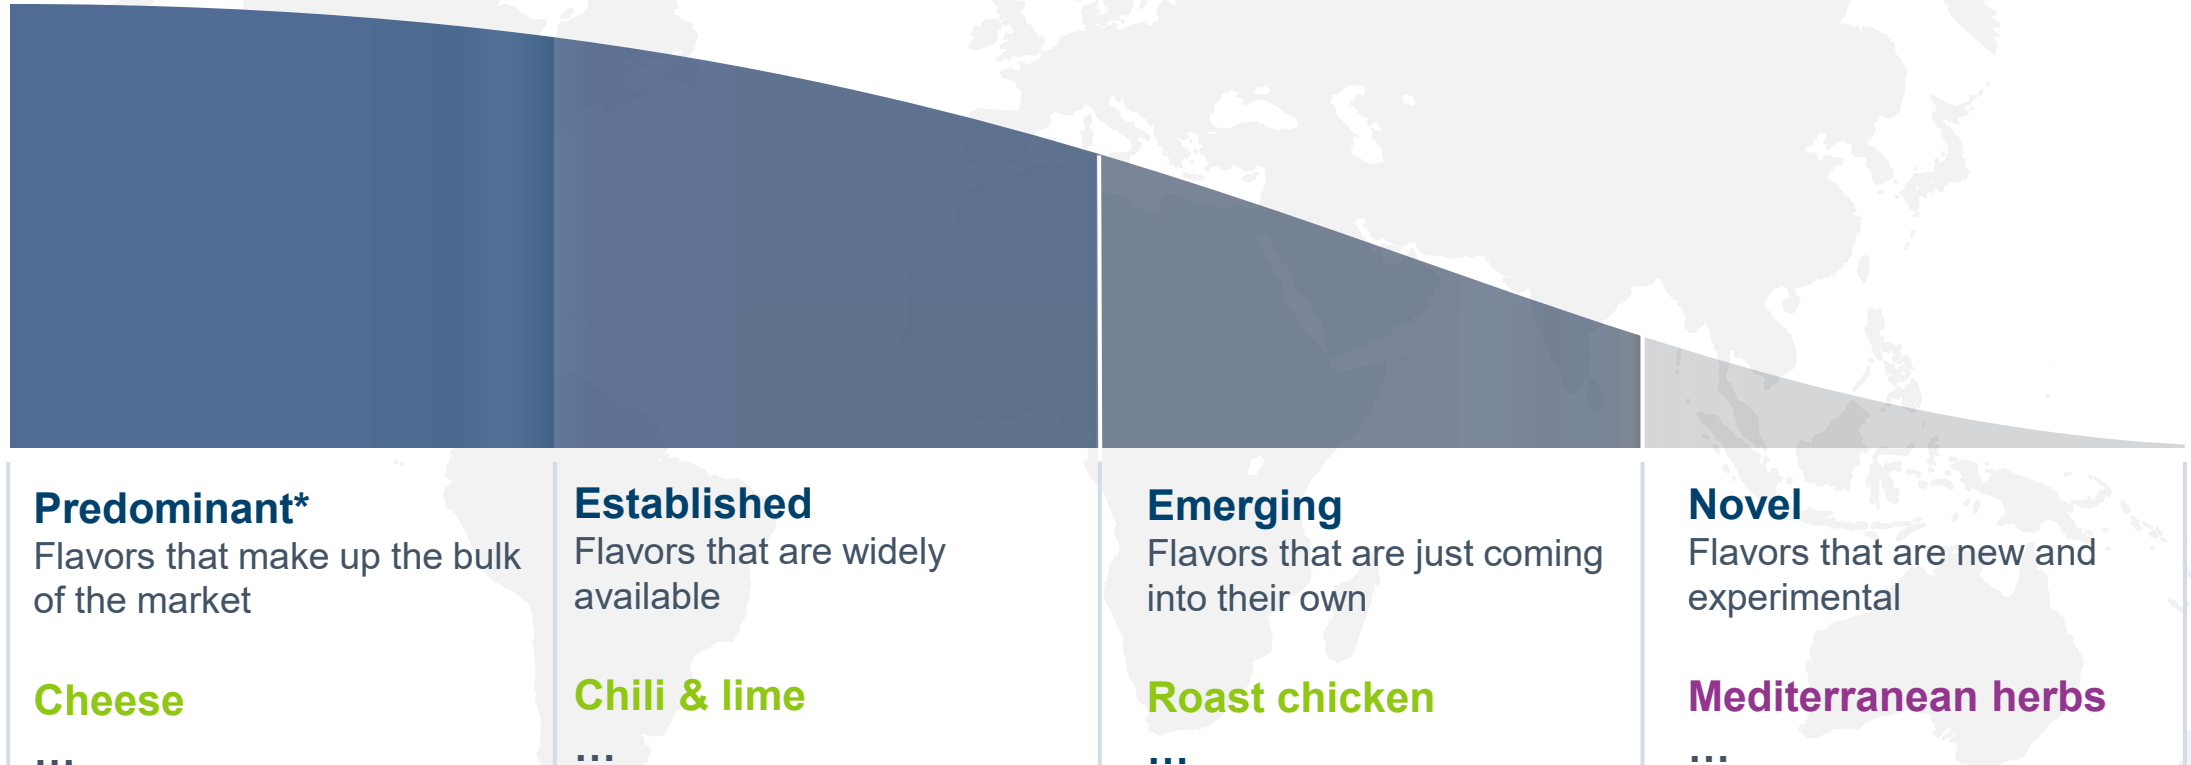 Predominant*
Flavors that make up the bulk
of the market
Cheese
...
Established
Flavors that are widely
available
Chili & lime
...
Emerging
Flavors that are just coming
into their own
Roast chicken
...
Novel
Flavors that are new and
experimental
Mediterranean herbs
...